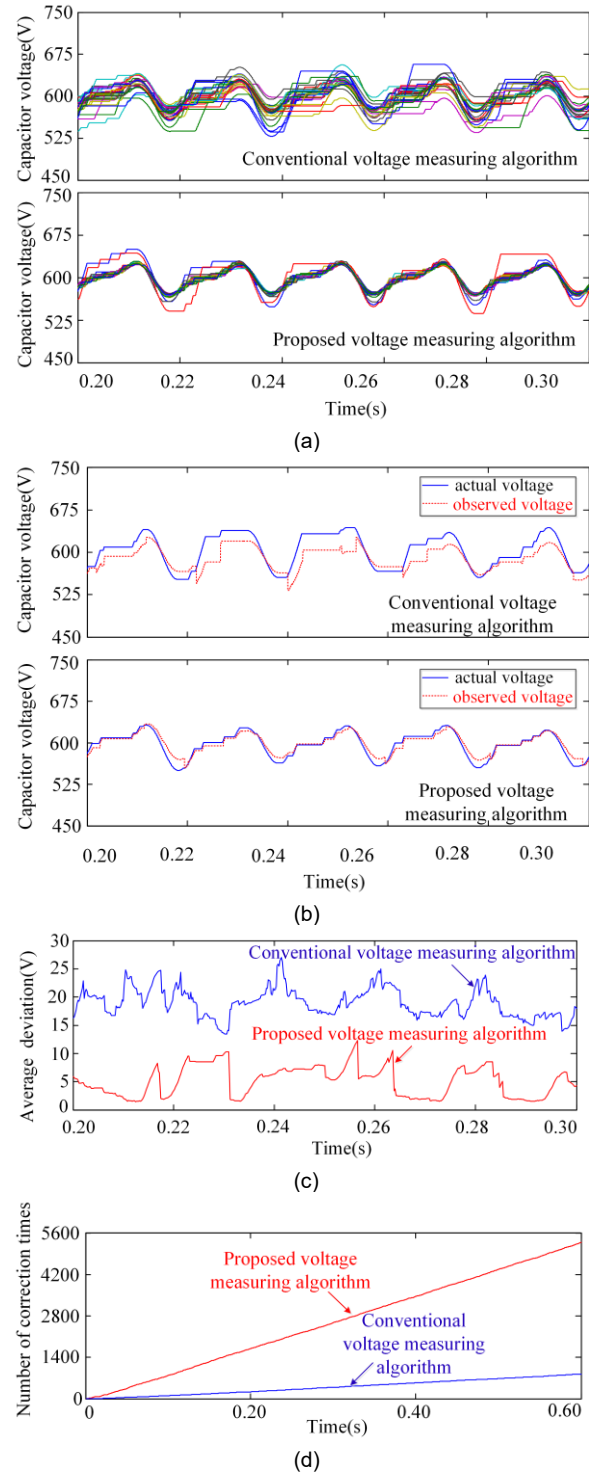 750
675
600
525
450
Capacitor voltage(V)
Conventional voltage measuring algorithm
750
675
600
525
450
Capacitor voltage(V)
Proposed voltage measuring algorithm
0.20 0.22 0.24 0.26 0.28 0.30
Time(s)
(a)
750
675
600
525
450
Capacitor voltage(V)
actual voltage
observed voltage
Conventional voltage
measuring algorithm
750
675
600
525
450
Capacitor voltage(V)
actual voltage
observed voltage
Proposed voltage
measuring algorithm
0.20 0.22 0.24 0.26 0.28 0.30
Time(s)
(b)
30
25
20
15
10
5
0
Average deviation(V)
Conventional voltage measuring algorithm
Proposed voltage measuring algorithm
0.20 0.22 0.24 0.26 0.28 0.30
Time(s)
(c)
5600
4200
2800
1400
0
Number of correction times
Proposed voltage
measuring algorithm
Conventional
voltage measuring
algorithm
0 0.20 0.40 0.60
Time(s)
(d)